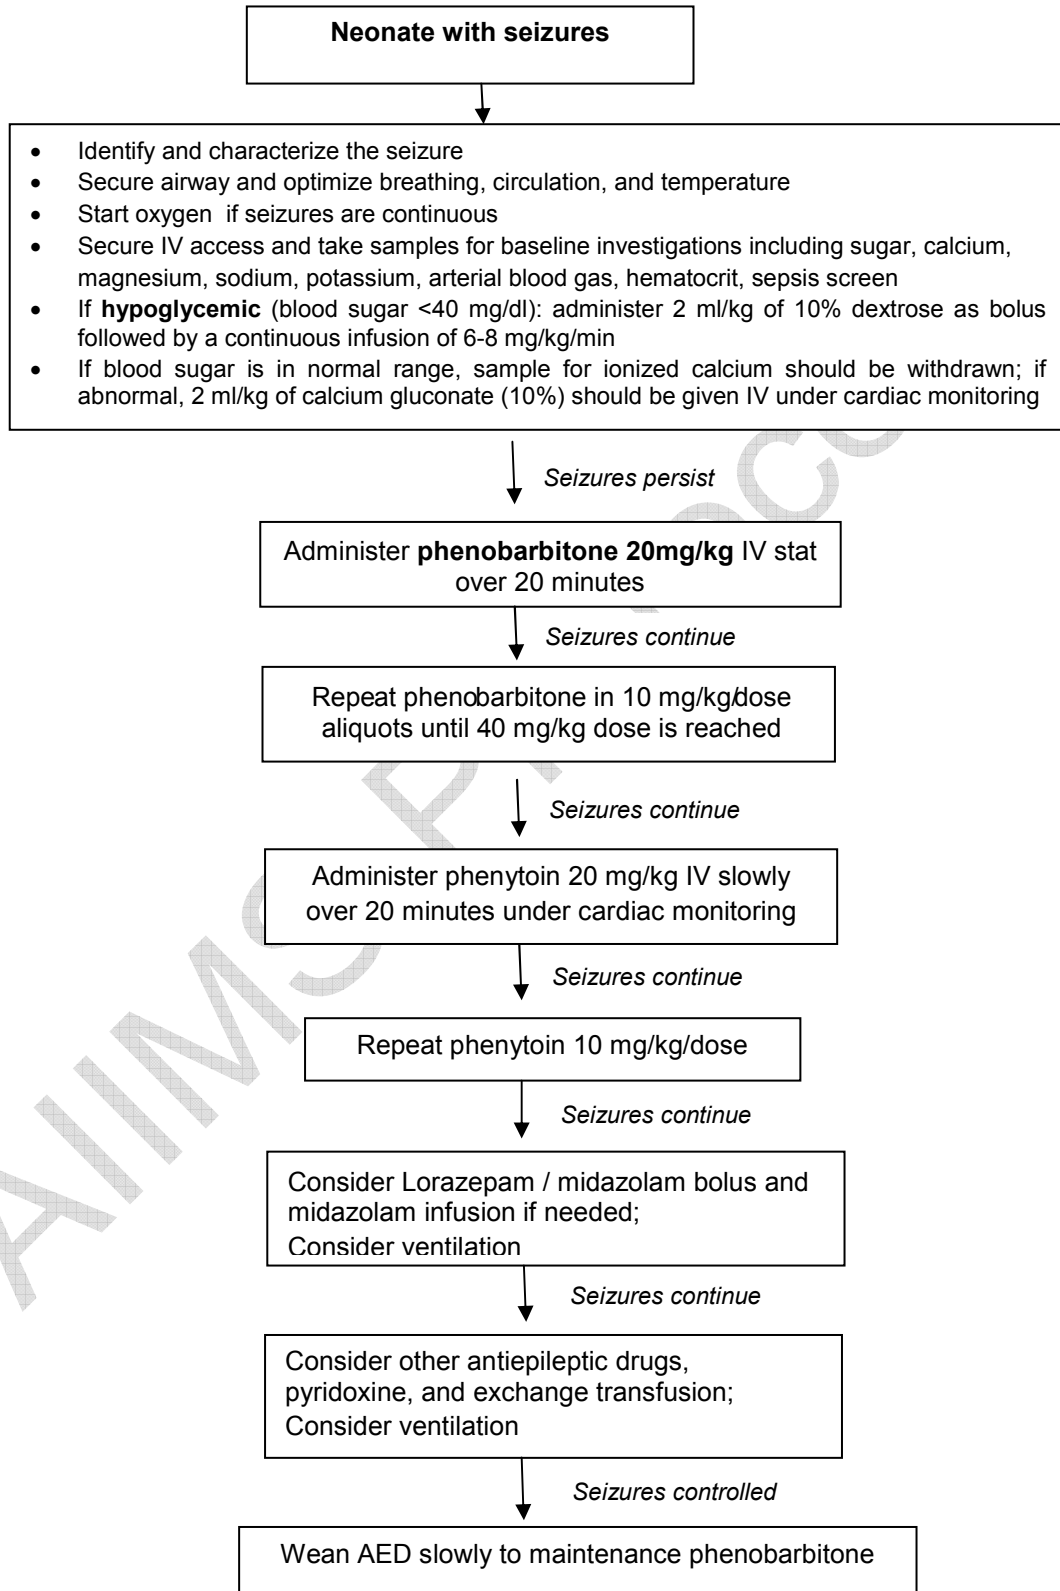 Neonate with seizures
• Identify and characterize the seizure
• Secure airway and optimize breathing, circulation, and temperature
• Start oxygen  if seizures are continuous
• Secure IV access and take samples for baseline investigations including sugar, calcium,
magnesium, sodium, potassium, arterial blood gas, hematocrit, sepsis screen
• If hypoglycemic (blood sugar <40 mg/dl): administer 2 ml/kg of 10% dextrose as bolus
followed by a continuous infusion of 6-8 mg/kg/min
• If blood sugar is in normal range, sample for ionized calcium should be withdrawn; if
abnormal, 2 ml/kg of calcium gluconate (10%) should be given IV under cardiac monitoring
Seizures persist
Administer phenobarbitone 20mg/kg IV stat
over 20 minutes
Seizures continue
Repeat phenobarbitone in 10 mg/kg/dose
aliquots until 40 mg/kg dose is reached
Seizures continue
Administer phenytoin 20 mg/kg IV slowly
over 20 minutes under cardiac monitoring
Seizures continue
Repeat phenytoin 10 mg/kg/dose
Seizures continue
Consider Lorazepam / midazolam bolus and
midazolam infusion if needed;
Consider ventilation
Seizures continue
Consider other antiepileptic drugs,
pyridoxine, and exchange transfusion;
Consider ventilation
Seizures controlled
Wean AED slowly to maintenance phenobarbitone
AIIMS